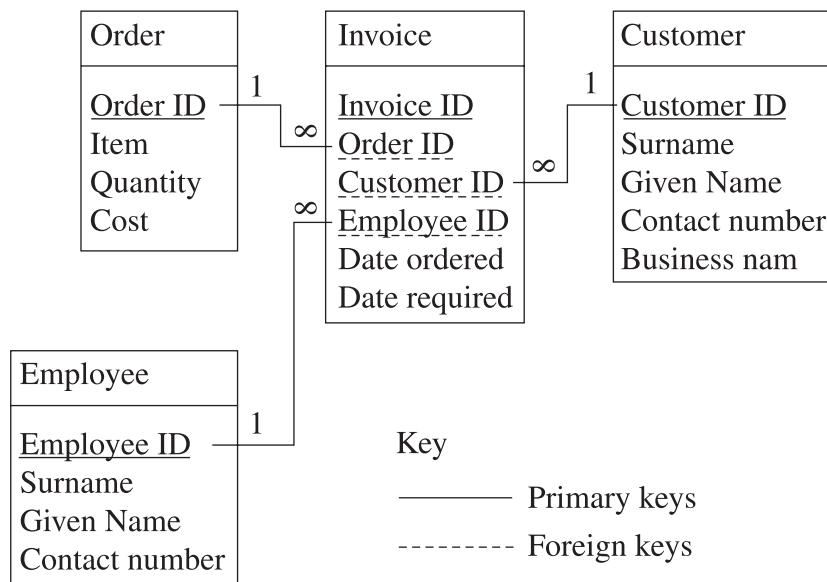 Order
Order ID
Item
Quantity
Cost
1
∞
Invoice
Invoice ID
Order ID
Customer ID
Employee ID
Date ordered
Date required
∞
∞
1
Customer
Customer ID
Surname
Given Name
Contact number
Business nam
Employee
Employee ID
Surname
Given Name
Contact number
1
Key
Primary keys
Foreign keys